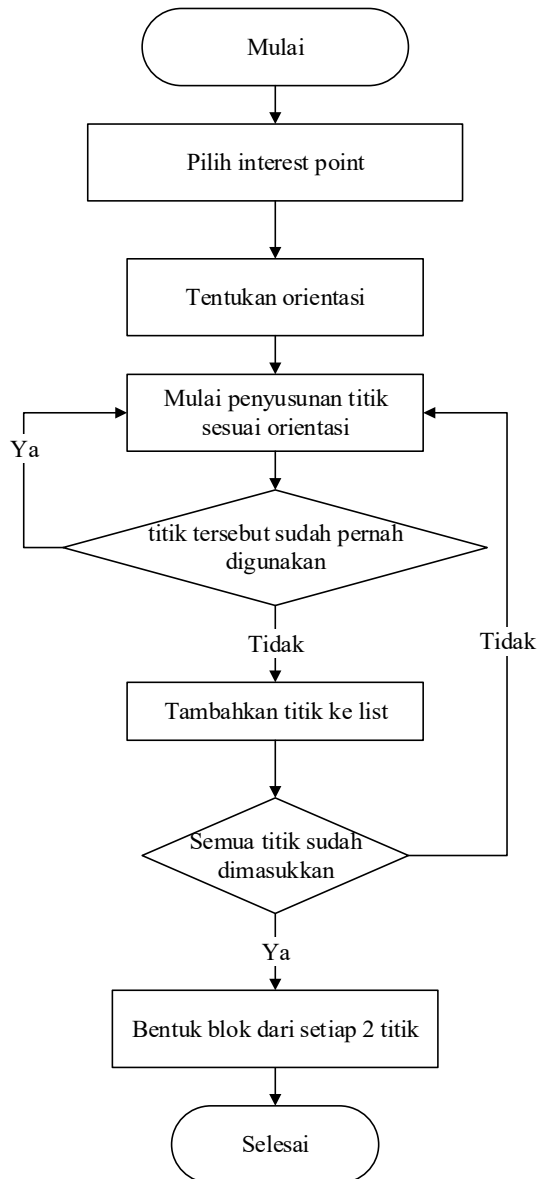 Mulai
Pilih interest point
Tentukan orientasi
Mulai penyusunan titik
sesuai orientasi
Ya
titik tersebut sudah pernah
digunakan
Tidak
Tidak
Tambahkan titik ke list
Semua titik sudah
dimasukkan
Ya
Bentuk blok dari setiap 2 titik
Selesai